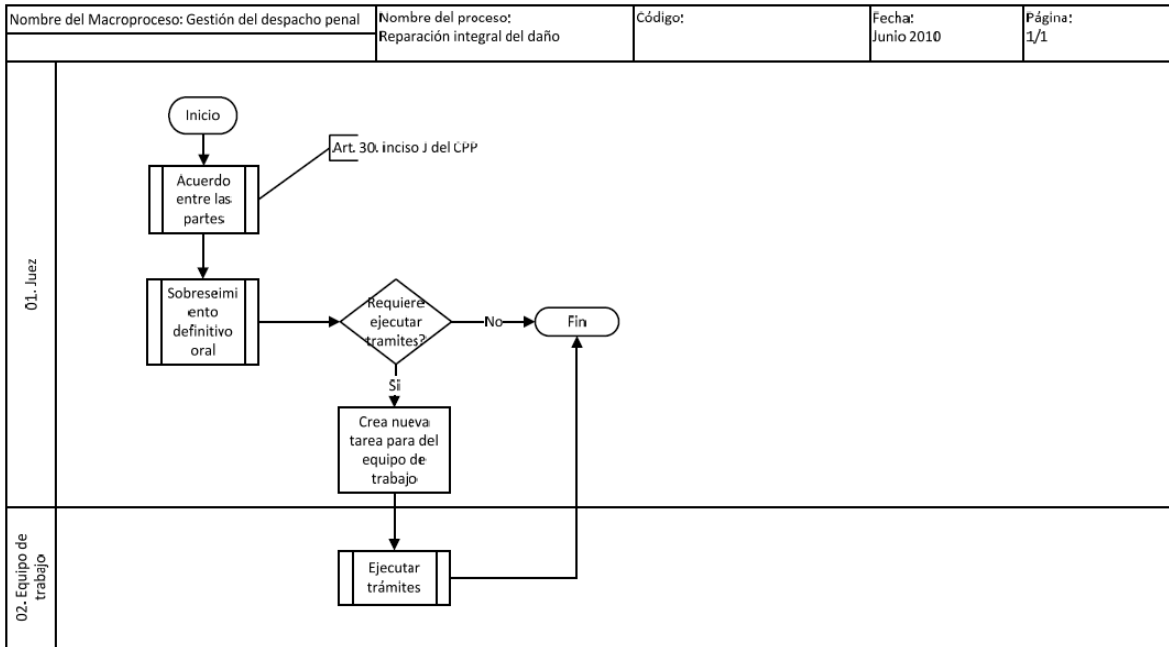 Nombre del Macroproceso: Gestión del despacho penal
Nombre del proceso:
Reparación integral del daño
Código:
Fecha:
Junio 2010
Página:
1/1
01. Juez
Inicio
Art. 30. inciso J del CPP
Acuerdo
entre las
partes
Sobreseimi
ento
definitivo
oral
Requiere
ejecutar
tramites?
No
Fin
Si
Crea nueva
tarea para del
equipo de
trabajo
02. Equipo de
trabajo
Ejecutar
trámites